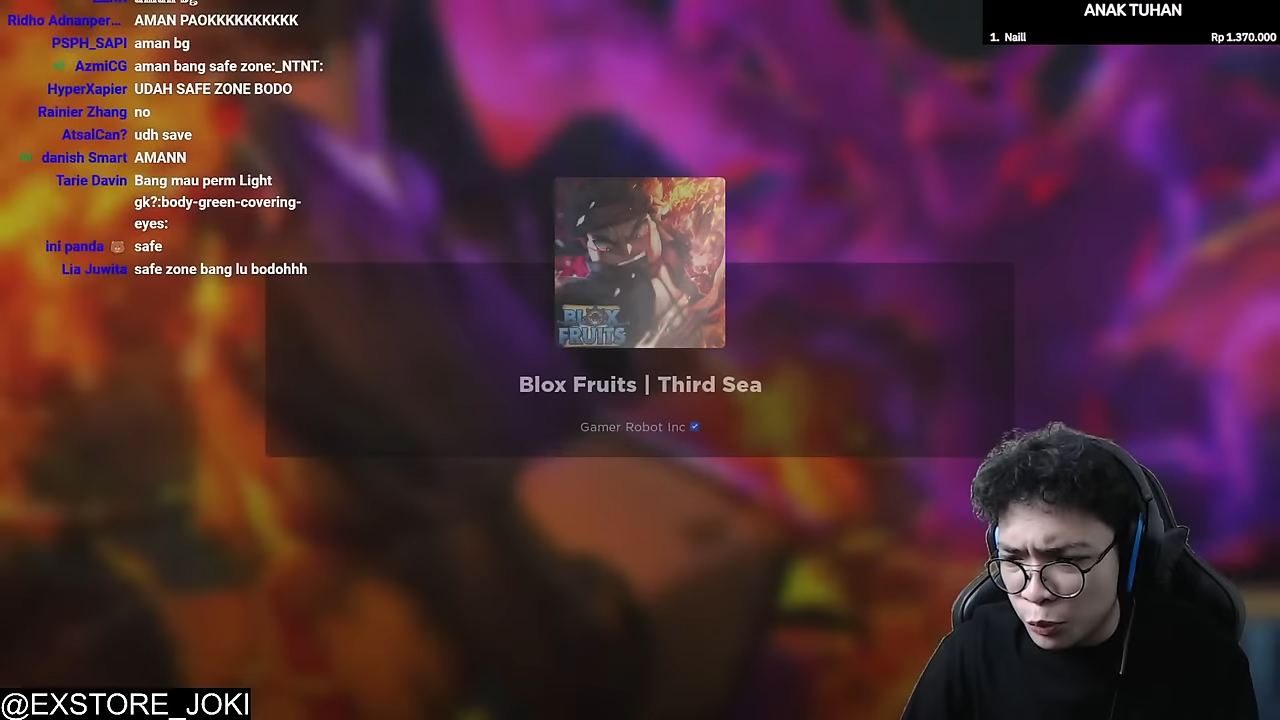 Ridho Adnanper... AMAN PAOKKKKKKKKKK
PSPH_SAPI aman bg
AzmiCG aman bang safe zone:_NTNT:
HyperXapier UDAH SAFE ZONE BODO
Rainier Zhang no
AtsalCan? udh save
danish Smart AMANN
Tarie Davin Bang mau perm Light
gk?:body-green-covering-
eyes:
ini panda 🐻 safe
Lia Juwita safe zone bang lu bodohhh
ANAK TUHAN
1. Naill Rp 1.370.000
BLOX
FRUITS
Blox Fruits | Third Sea
Gamer Robot Inc
@EXSTORE_JOKI